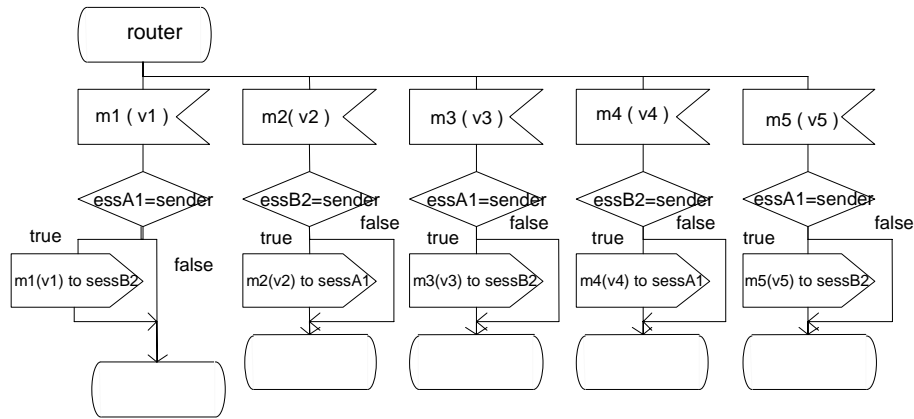 router
m1 ( v1 )
m2( v2 )
m3 ( v3 )
m4 ( v4 )
m5 ( v5 )
essA1=sender
essB2=sender
essA1=sender
essB2=sender
essA1=sender
true
false
true
false
true
false
true
false
true
false
m1(v1) to sessB2
m2(v2) to sessA1
m3(v3) to sessB2
m4(v4) to sessA1
m5(v5) to sessB2